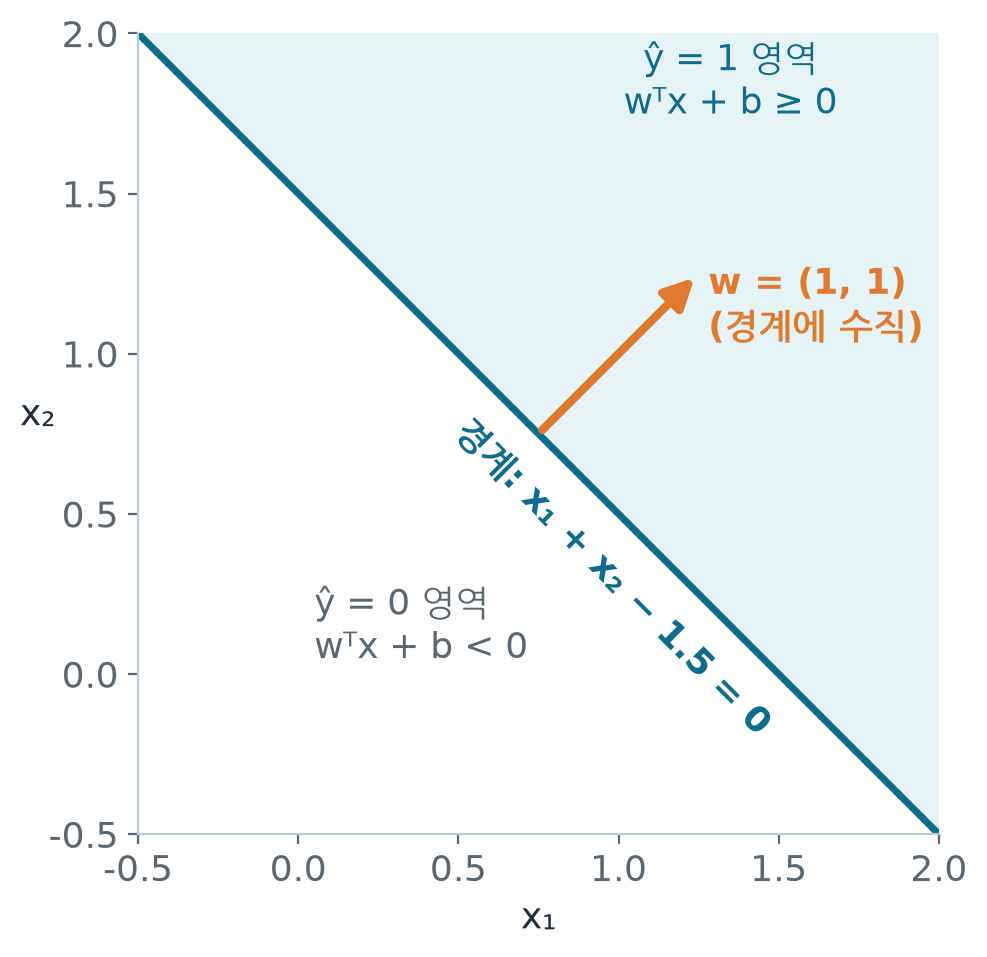 2.0
ŷ = 1 영역
wᵀx + b ≥ 0
1.5
w = (1, 1)
(경계에 수직)
1.0
x₂
경계: x₁ + x₂ − 1.5 = 0
0.5
ŷ = 0 영역
wᵀx + b < 0
0.0
-0.5
-0.5 0.0 0.5 1.0 1.5 2.0
x₁